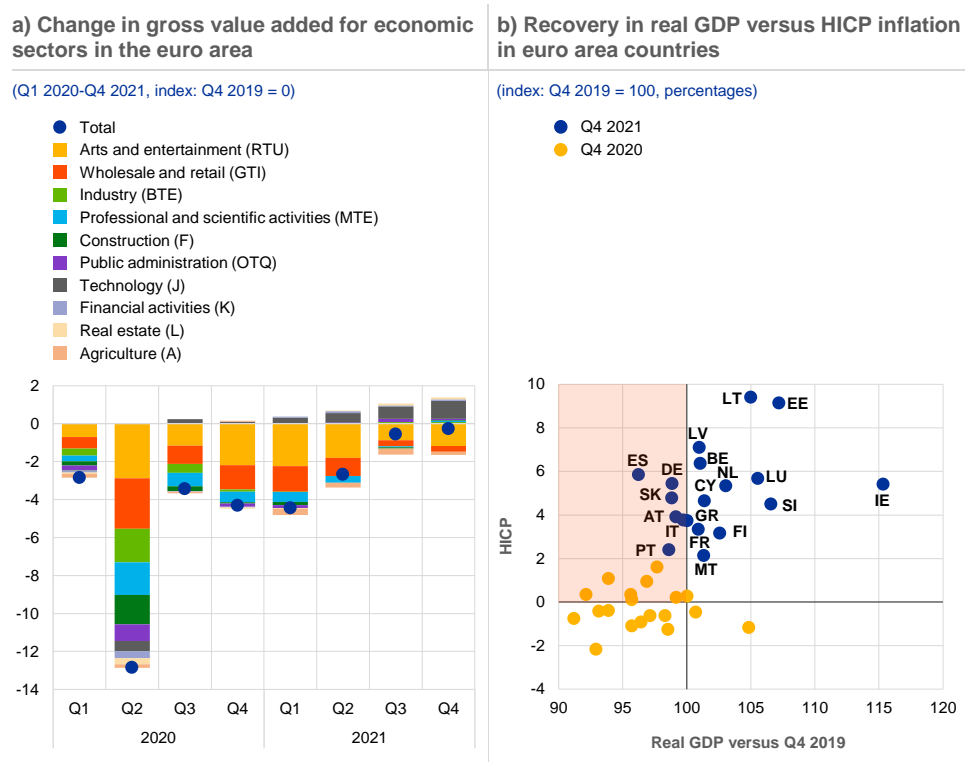 a) Change in gross value added for economic
sectors in the euro area
(Q1 2020-Q4 2021, index: Q4 2019 = 0)
Total
Arts and entertainment (RTU)
Wholesale and retail (GTI)
Industry (BTE)
Professional and scientific activities (MTE)
Construction (F)
Public administration (OTQ)
Technology (J)
Financial activities (K)
Real estate (L)
Agriculture (A)
2
0
-2
-4
-6
-8
-10
-12
-14
Q1 Q2 Q3 Q4 Q1 Q2 Q3 Q4
2020 2021
b) Recovery in real GDP versus HICP inflation
in euro area countries
(index: Q4 2019 = 100, percentages)
Q4 2021
Q4 2020
HICP
10
8
6
4
2
0
-2
-4
LT
EE
LV
BE
ES
DE
NL
LU
CY
SK
SI
IE
AT
GR
IT
FI
FR
PT
MT
90 95 100 105 110 115 120
Real GDP versus Q4 2019